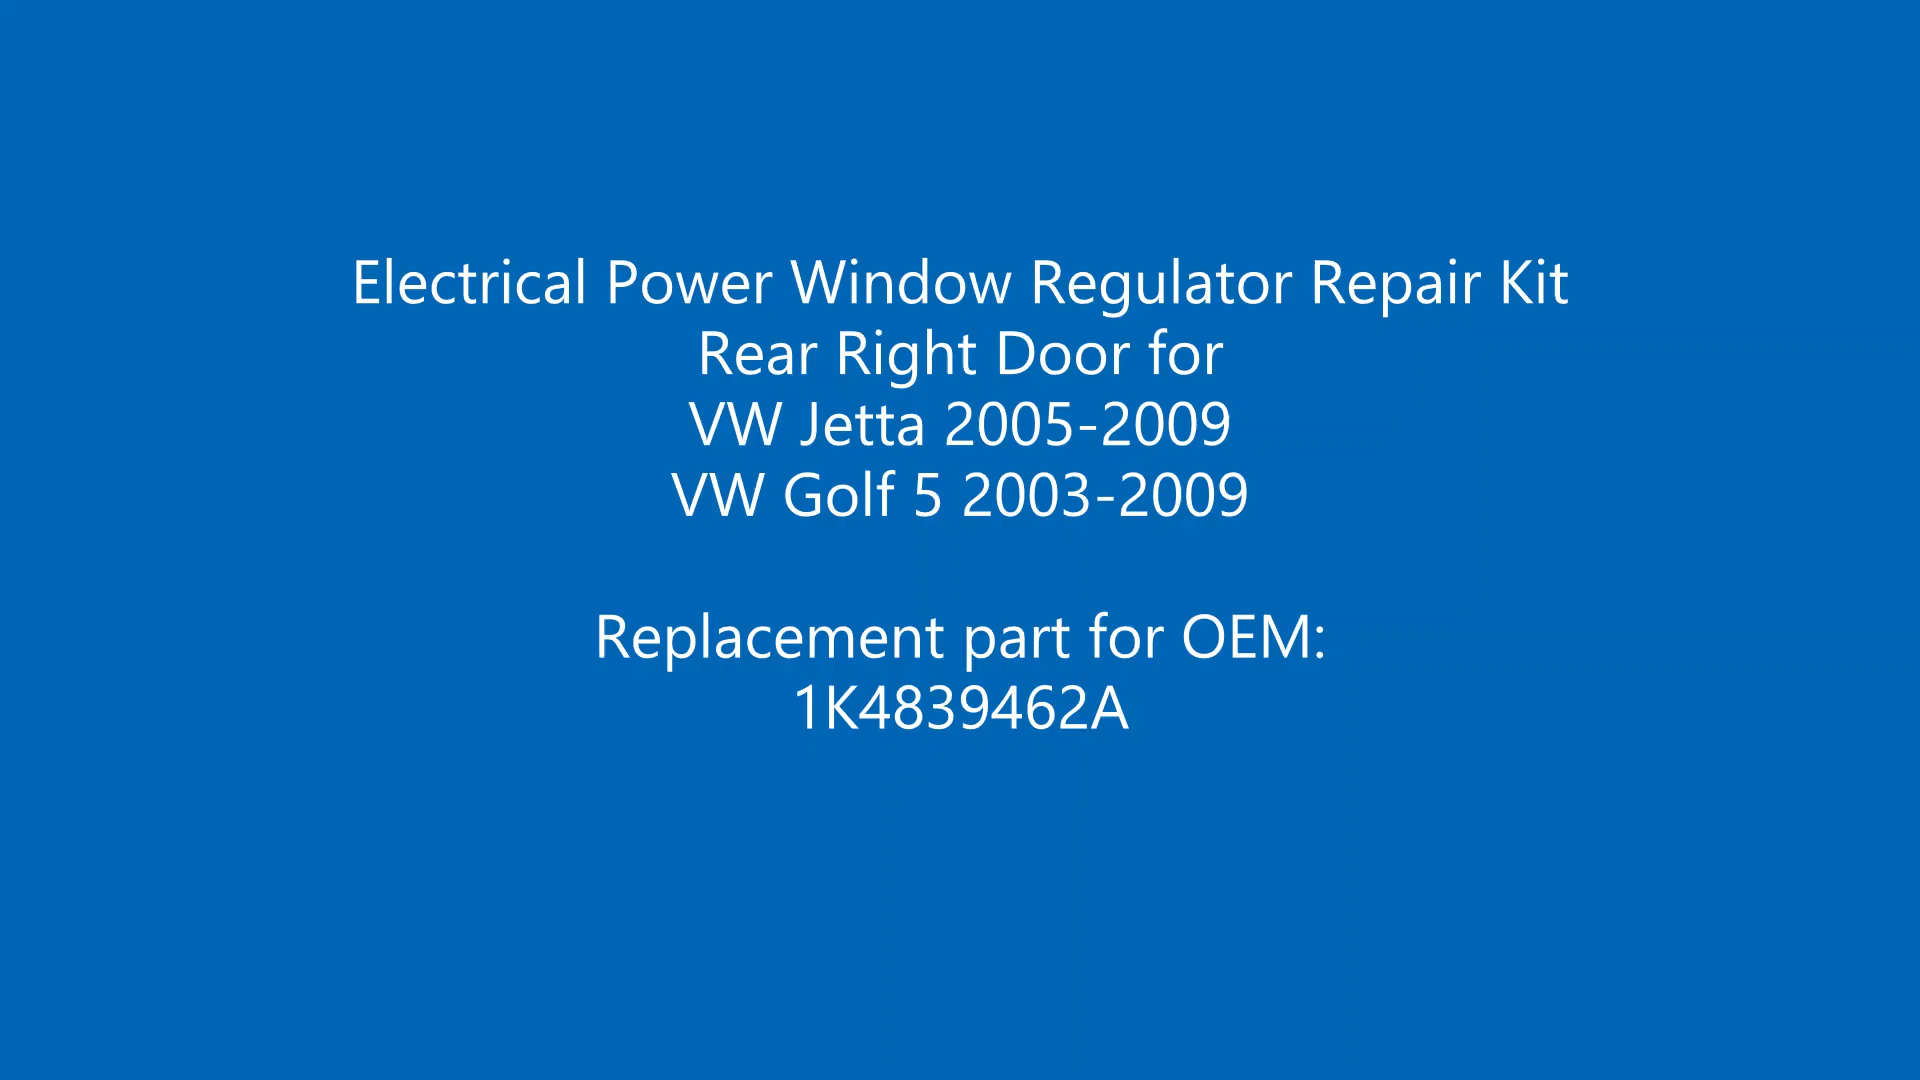 Electrical Power Window Regulator Repair Kit
Rear Right Door for
VW Jetta 2005-2009
VW Golf 5 2003-2009
Replacement part for OEM:
1K4839462A